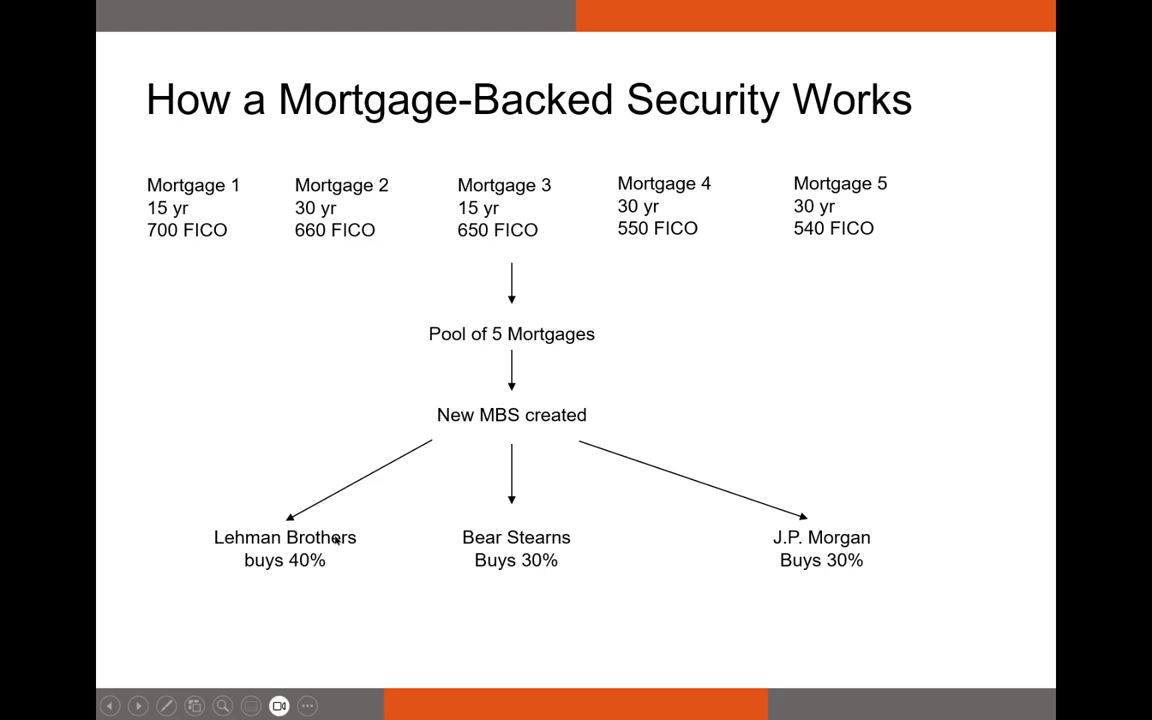 How a Mortgage-Backed Security Works
Mortgage 1
15 yr
700 FICO
Mortgage 2
30 yr
660 FICO
Mortgage 3
15 yr
650 FICO
Mortgage 4
30 yr
550 FICO
Mortgage 5
30 yr
540 FICO
Pool of 5 Mortgages
New MBS created
Lehman Brothers
buys 40%
Bear Stearns
Buys 30%
J.P. Morgan
Buys 30%